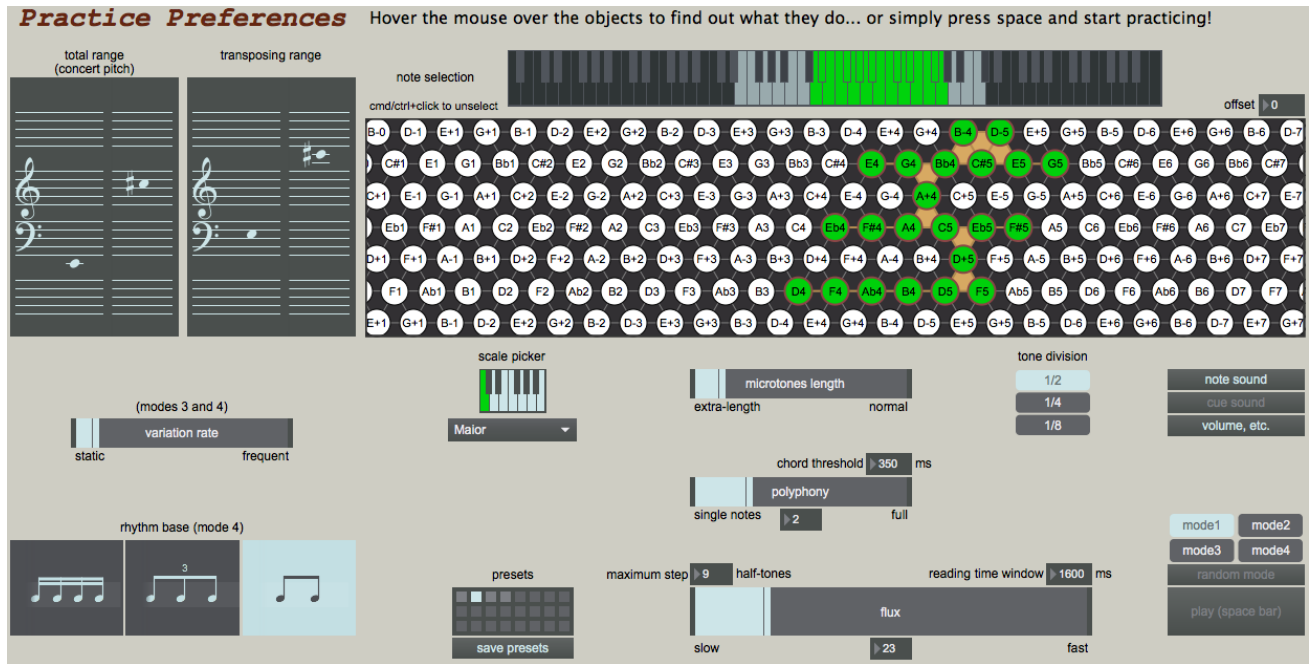 Practice Preferences
Hover the mouse over the objects to find out what they do... or simply press space and start practicing!
total range
(concert pitch)
transposing range
note selection
cmd/ctrl+click to unselect
offset 0
B-0 D-1 E+1 G+1 B-1 D-2 E+2 G+2 B-2 D-3 E+3 G+3 B-3 D-4 E+4 G+4 B-4 D-5 E+5 G+5 B-5 D-6 E+6 G+6 B-6 D-7
C#1 E1 G1 Bb1 C#2 E2 G2 Bb2 C#3 E3 G3 Bb3 C#4 E4 G4 Bb4 C#5 E5 G5 Bb5 C#6 E6 G6 Bb6 C#7
C+1 E-1 G-1 A+1 C+2 E-2 G-2 A+2 C+3 E-3 G-3 A+3 C+4 E-4 G-4 A+4 C+5 E-5 G-5 A+5 C+6 E-6 G-6 A+6 C+7 E-7
Eb1 F#1 A1 C2 Eb2 F#2 A2 C3 Eb3 F#3 A3 C4 Eb4 F#4 A4 C5 Eb5 F#5 A5 C6 Eb6 F#6 A6 C7 Eb7
D+1 F+1 A-1 B+1 D+2 F+2 A-2 B+2 D+3 F+3 A-3 B+3 D+4 F+4 A-4 B+4 D+5 F+5 A-5 B+5 D+6 F+6 A-6 B+6 D+7 F+7
F1 Ab1 B1 D2 F2 Ab2 B2 D3 F3 Ab3 B3 D4 F4 Ab4 B4 D5 F5 Ab5 B5 D6 F6 Ab6 B6 D7 F7
E+1 G+1 B-1 D-2 E+2 G+2 B-2 D-3 E+3 G+3 B-3 D-4 E+4 G+4 B-4 D-5 E+5 G+5 B-5 D-6 E+6 G+6 B-6 D-7 E+7 G+7
scale picker
Maior
(modes 3 and 4)
variation rate
static frequent
microtones length
extra-length normal
tone division
1/2
1/4
1/8
note sound
cue sound
volume, etc.
chord threshold 350 ms
polyphony
single notes 2 full
rhythm base (mode 4)
3
presets
save presets
maximum step 9 half-tones
reading time window 1600 ms
flux
slow 23 fast
mode1 mode2
mode3 mode4
random mode
play (space bar)